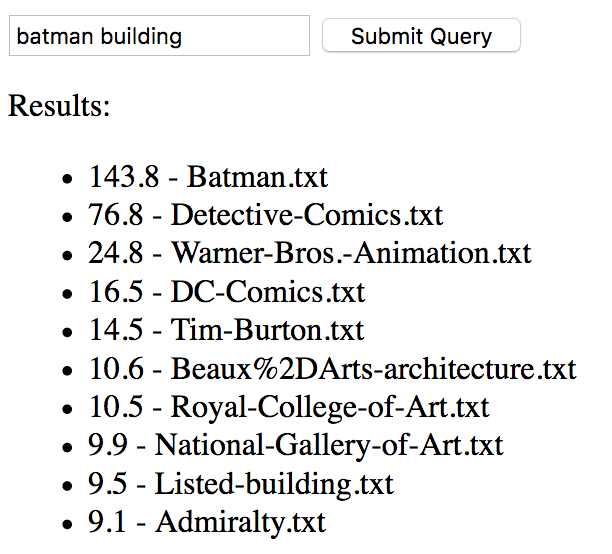 batman building Submit Query
Results:
• 143.8 - Batman.txt
• 76.8 - Detective-Comics.txt
• 24.8 - Warner-Bros.-Animation.txt
• 16.5 - DC-Comics.txt
• 14.5 - Tim-Burton.txt
• 10.6 - Beaux%2DArts-architecture.txt
• 10.5 - Royal-College-of-Art.txt
• 9.9 - National-Gallery-of-Art.txt
• 9.5 - Listed-building.txt
• 9.1 - Admiralty.txt